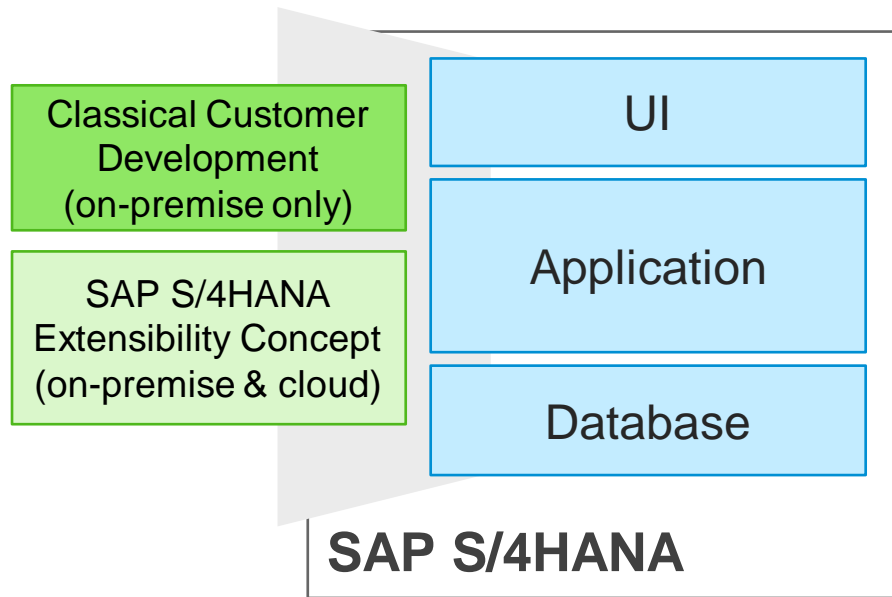 Classical Customer
Development
(on-premise only)
SAP S/4HANA
Extensibility Concept
(on-premise & cloud)
UI
Application
Database
SAP S/4HANA